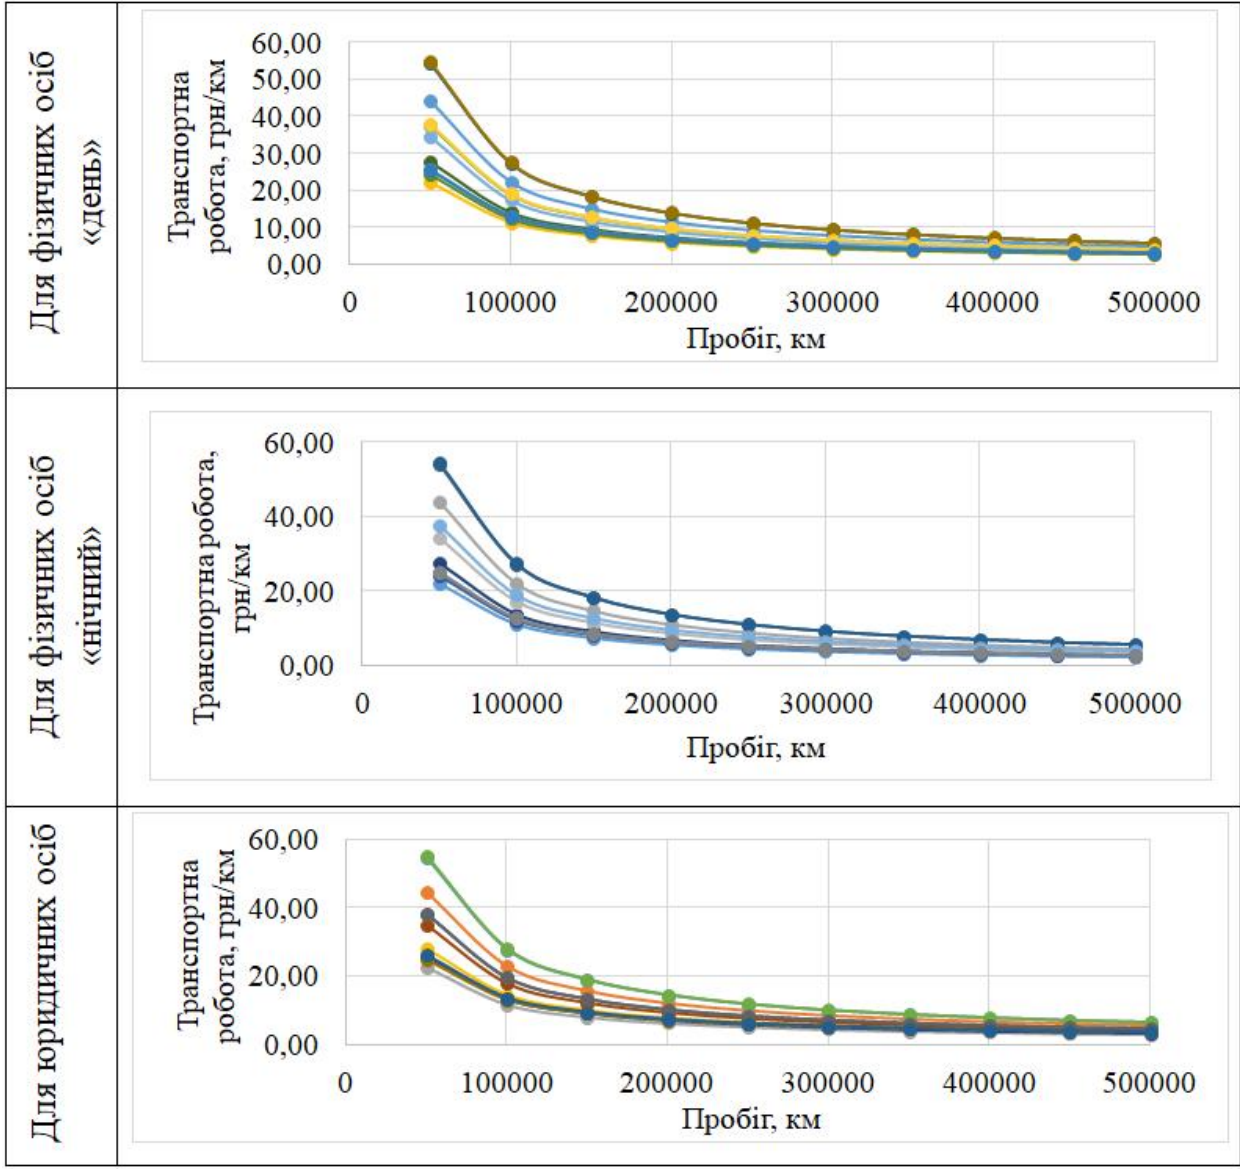 Для фізичних осіб
«день»
Транспортна
робота, грн/км
60,00
50,00
40,00
30,00
20,00
10,00
0,00
0 100000 200000 300000 400000 500000
Пробіг, км
Для фізичних осіб
«нічний»
Транспортна робота,
грн/км
60,00
40,00
20,00
0,00
0 100000 200000 300000 400000 500000
Пробіг, км
Для юридичних осіб
Транспортна
робота, грн/км
60,00
40,00
20,00
0,00
0 100000 200000 300000 400000 500000
Пробіг, км